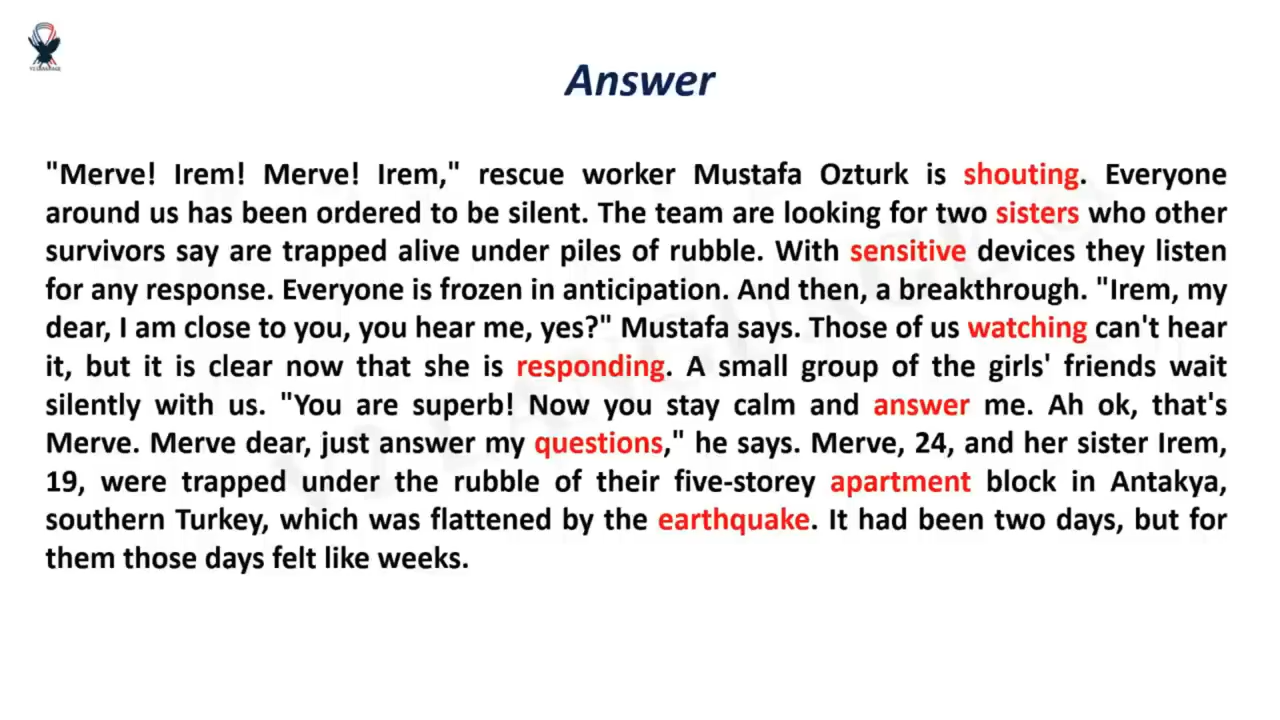 Answer
"Merve! Irem! Merve! Irem," rescue worker Mustafa Ozturk is shouting. Everyone
around us has been ordered to be silent. The team are looking for two sisters who other
survivors say are trapped alive under piles of rubble. With sensitive devices they listen
for any response. Everyone is frozen in anticipation. And then, a breakthrough. "Irem, my
dear, I am close to you, you hear me, yes?" Mustafa says. Those of us watching can't hear
it, but it is clear now that she is responding. A small group of the girls' friends wait
silently with us. "You are superb! Now you stay calm and answer me. Ah ok, that's
Merve. Merve dear, just answer my questions," he says. Merve, 24, and her sister Irem,
19, were trapped under the rubble of their five-storey apartment block in Antakya,
southern Turkey, which was flattened by the earthquake. It had been two days, but for
them those days felt like weeks.